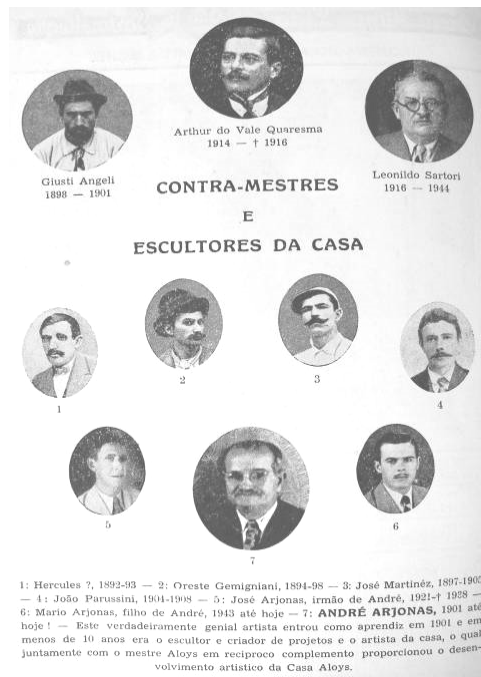 Arthur do Vale Quaresma
1914 — † 1916
Giusti Angeli
1898 — 1901
Leonildo Sartori
1916 — 1944
CONTRA-MESTRES
E
ESCULTORES DA CASA
1
2
3
4
5
6
7
1: Hercules ?, 1892-93 — 2: Oreste Gemigniani, 1894-98 — 3: José Martinéz, 1897-
— 4: João Parussini, 1904-1908 — 5: José Arjonas, irmão de André, 1921-† 1938 —
6: Mario Arjonas, filho de André, 1943 até hoje — 7: ANDRÉ ARJONAS, 1901 até
hoje ! — Este verdadeiramente genial artista entrou como aprendiz em 1901 e em
menos de 10 anos era o escultor e criador de projetos e o artista da casa, o qual
juntamente com o mestre Aloys em reciproco complemento proporcionou o desen-
volvimento artistico da Casa Aloys.